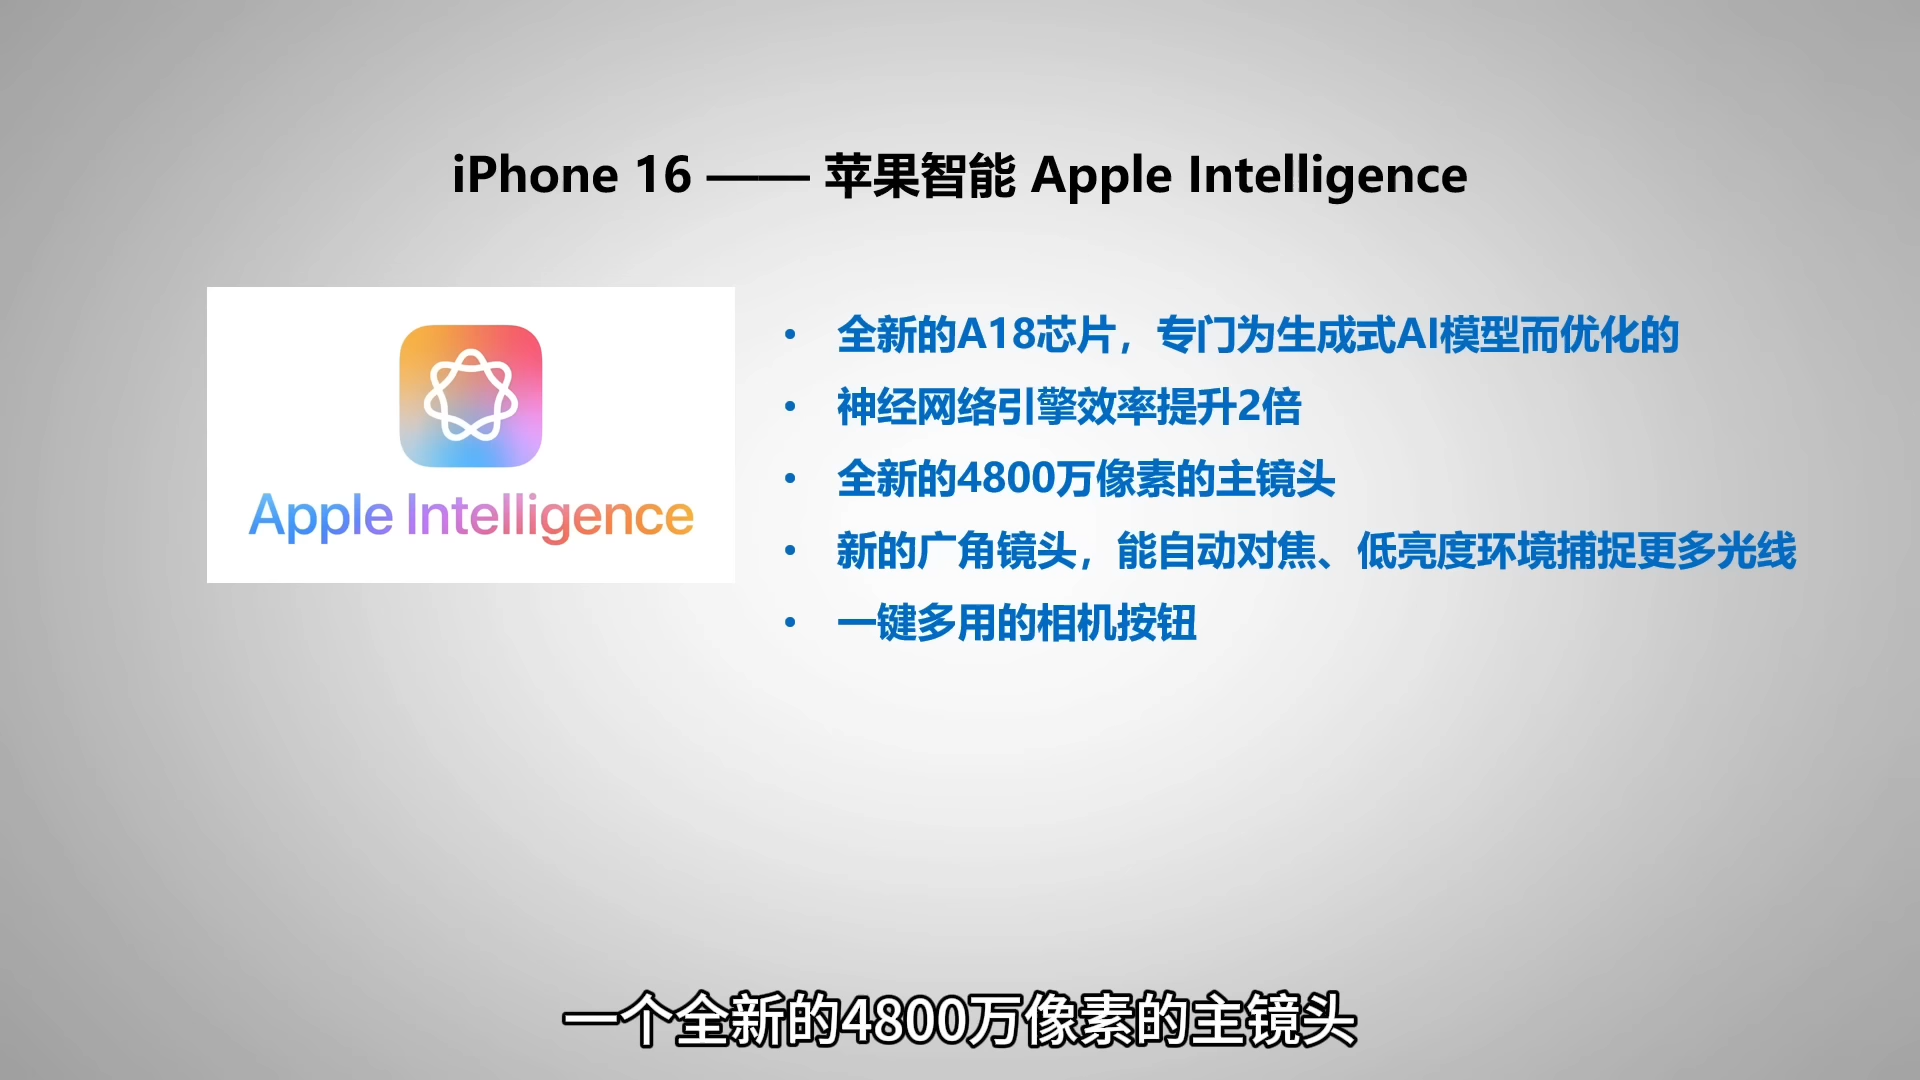 iPhone 16 —— 苹果智能 Apple Intelligence
Apple Intelligence
• 全新的A18芯片，专门为生成式AI模型而优化的
• 神经网络引擎效率提升2倍
• 全新的4800万像素的主镜头
• 新的广角镜头，能自动对焦、低亮度环境捕捉更多光线
• 一键多用的相机按钮
一个全新的4800万像素的主镜头